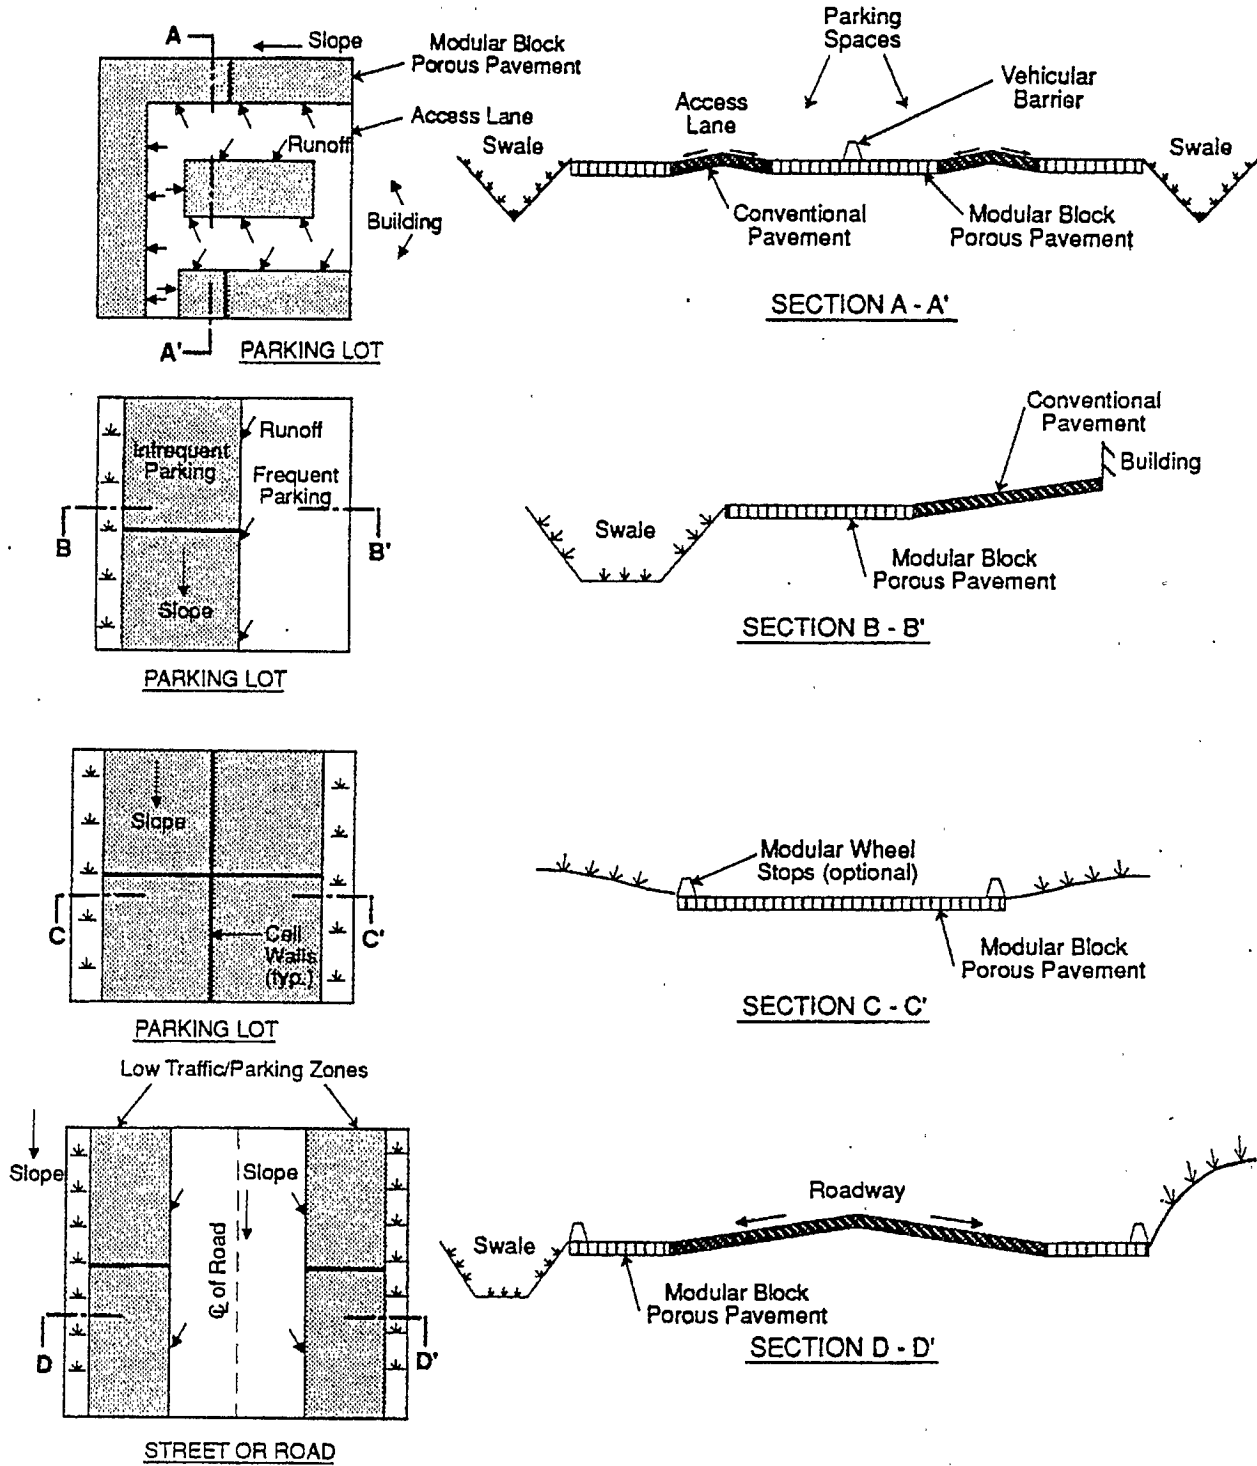 A
Slope
Modular Block
Porous Pavement
Access Lane
Runoff
Building
A'
PARKING LOT
Parking
Spaces
Vehicular
Barrier
Access
Lane
Swale
Swale
Conventional
Pavement
Modular Block
Porous Pavement
SECTION A - A'
Infrequent
Parking
Runoff
Frequent
Parking
B
B'
Slope
PARKING LOT
Conventional
Pavement
Building
Swale
Modular Block
Porous Pavement
SECTION B - B'
Slope
C
C'
Cell
Walls
(typ.)
PARKING LOT
Modular Wheel
Stops (optional)
Modular Block
Porous Pavement
SECTION C - C'
Low Traffic/Parking Zones
Slope
Slope
℄ of Road
D
D'
STREET OR ROAD
Roadway
Swale
Modular Block
Porous Pavement
SECTION D - D'